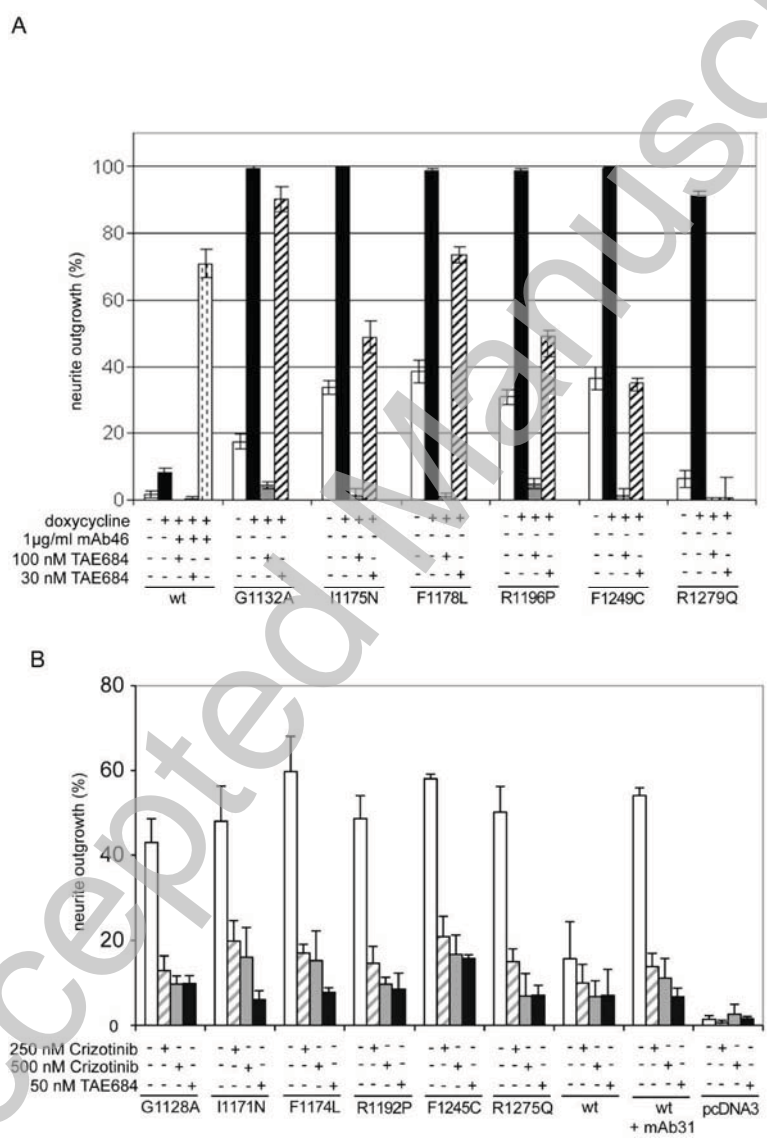 A
100
80
60
40
20
0
neurite outgrowth (%)
doxycycline - + + + + - + + + - + + + - + + + - + + + - + + + - + + +
1µg/ml mAb46 - - + + + - - - - - - - - - - - - - - - - - - - - - - - -
100 nM TAE684 - - + - - - - + - - - + - - - + - - - + - - - + - - - + -
30 nM TAE684 - - - + - - - - + - - - + - - - + - - - + - - - + - - - +
wt G1132A I1175N F1178L R1196P F1249C R1279Q
B
80
60
40
20
0
neurite outgrowth (%)
250 nM Crizotinib - + - - - + - - - + - - - + - - - + - - - + - - - + - - - + - - - + - -
500 nM Crizotinib - - + - - - + - - - + - - - + - - - + - - - + - - - + - - - + - - - + -
50 nM TAE684 - - - + - - - + - - - + - - - + - - - + - - - + - - - + - - - + - - - +
G1128A I1171N F1174L R1192P F1245C R1275Q wt wt pcDNA3
+ mAb31
ccepted Manusc